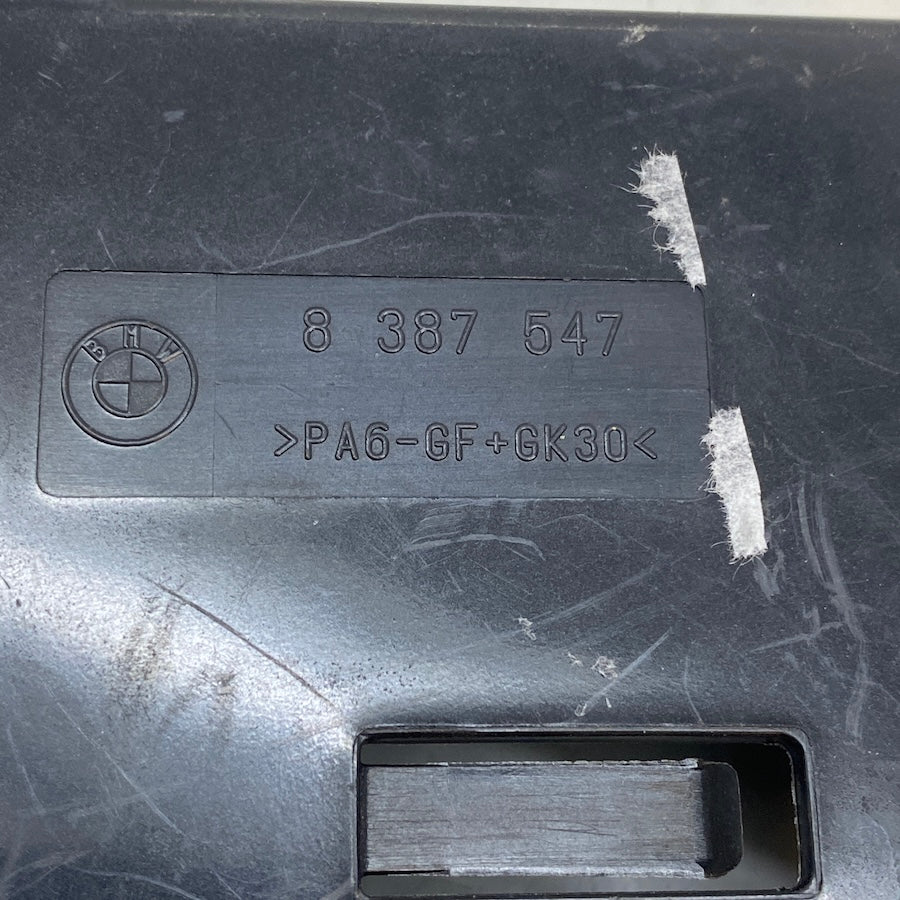 BMW
8 387 547
>PA6-GF+GK30<